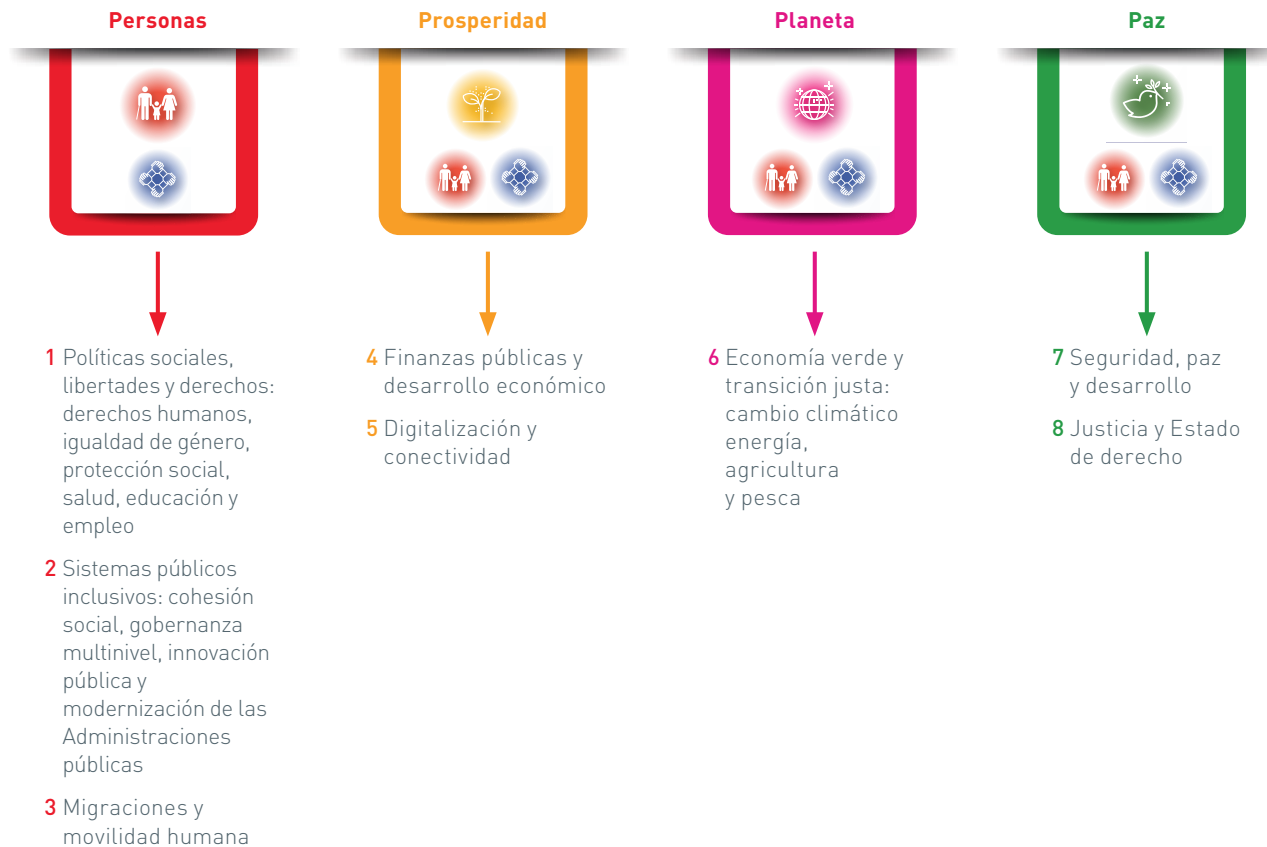 Personas
Prosperidad
Planeta
Paz
1 Políticas sociales,
libertades y derechos:
derechos humanos,
igualdad de género,
protección social,
salud, educación y
empleo
2 Sistemas públicos
inclusivos: cohesión
social, gobernanza
multinivel, innovación
pública y
modernización de las
Administraciones
públicas
3 Migraciones y
movilidad humana
4 Finanzas públicas y
desarrollo económico
5 Digitalización y
conectividad
6 Economía verde y
transición justa:
cambio climático
energía,
agricultura
y pesca
7 Seguridad, paz
y desarrollo
8 Justicia y Estado
de derecho